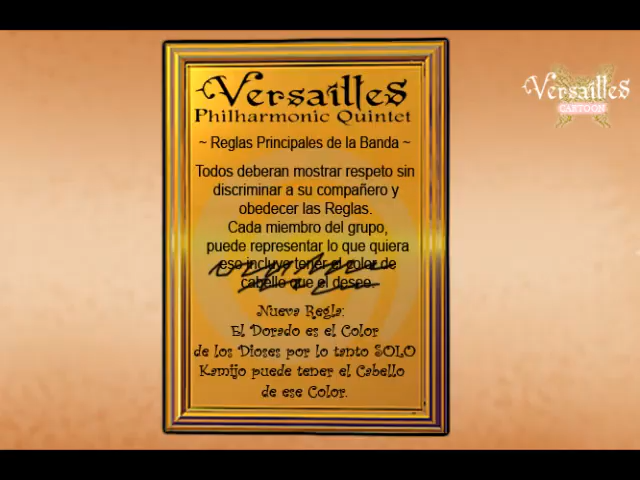 Versailles
Philharmonic Quintet
~ Reglas Principales de la Banda ~
Todos deberan mostrar respeto sin
discriminar a su compañero y
obedecer las Reglas.
Cada miembro del grupo,
puede representar lo que quiera
eso incluye tener el color de
cabello que el desee.
Nueva Regla:
El Dorado es el Color
de los Dioses por lo tanto SOLO
Kamijo puede tener el Cabello
de ese Color.
Versailles
CARTOON